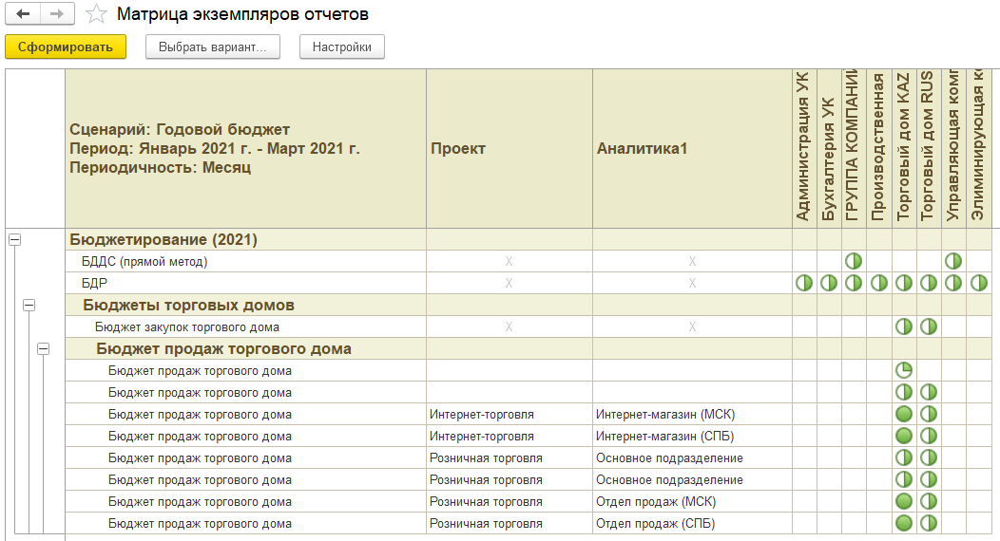 Матрица экземпляров отчетов
Сформировать Выбрать вариант... Настройки
Сценарий: Годовой бюджет
Период: Январь 2021 г. - Март 2021 г.
Периодичность: Месяц
Проект
Аналитика1
Администрация УК
Бухгалтерия УК
ГРУППА КОМПАНИЙ
Производственная
Торговый дом KAZ
Торговый дом RUS
Управляющая комп
Элиминирующая ко
Бюджетирование (2021)
БДДС (прямой метод) X X
БДР X X
Бюджеты торговых домов
Бюджет закупок торгового дома X X
Бюджет продаж торгового дома
Бюджет продаж торгового дома
Бюджет продаж торгового дома
Бюджет продаж торгового дома Интернет-торговля Интернет-магазин (МСК)
Бюджет продаж торгового дома Интернет-торговля Интернет-магазин (СПБ)
Бюджет продаж торгового дома Розничная торговля Основное подразделение
Бюджет продаж торгового дома Розничная торговля Основное подразделение
Бюджет продаж торгового дома Розничная торговля Отдел продаж (МСК)
Бюджет продаж торгового дома Розничная торговля Отдел продаж (СПБ)